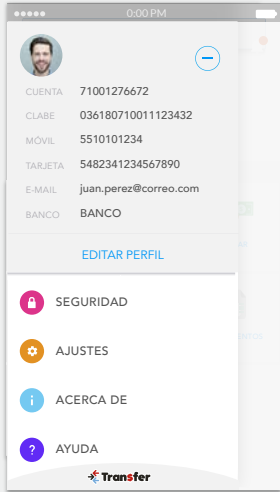 0:00 PM
CUENTA 71001276672
CLABE 036180710011123432
MÓVIL 5510101234
TARJETA 5482341234567890
E-MAIL juan.perez@correo.com
BANCO BANCO
EDITAR PERFIL
SEGURIDAD
AJUSTES
ACERCA DE
AYUDA
Transfer